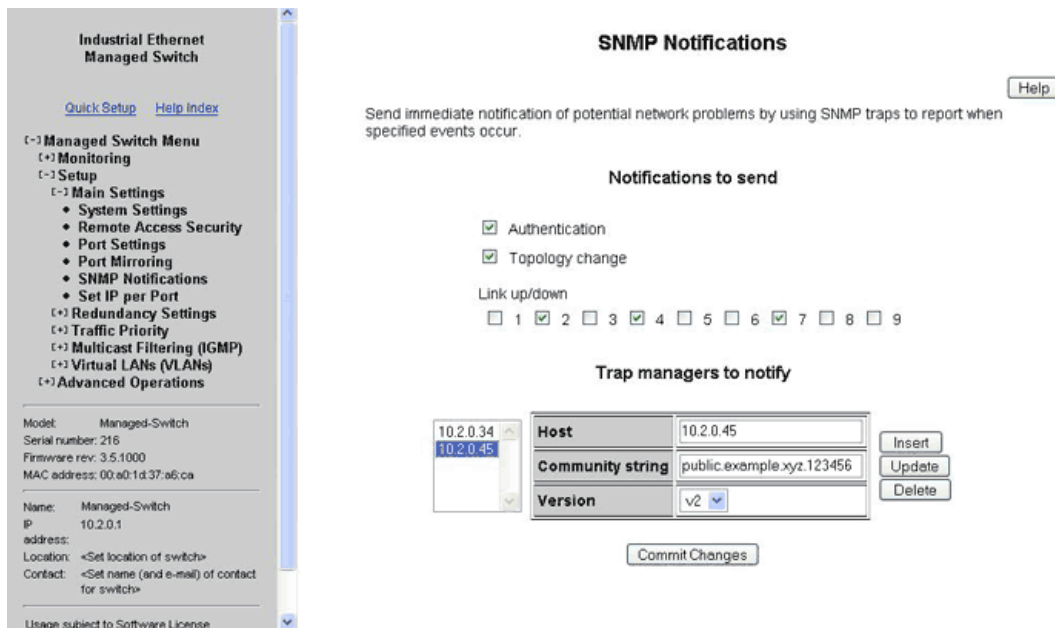 Industrial Ethernet
Managed Switch
Quick Setup Help Index
[-] Managed Switch Menu
[+] Monitoring
[-] Setup
[-] Main Settings
◆ System Settings
◆ Remote Access Security
◆ Port Settings
◆ Port Mirroring
◆ SNMP Notifications
◆ Set IP per Port
[+] Redundancy Settings
[+] Traffic Priority
[+] Multicast Filtering (IGMP)
[+] Virtual LANs (VLANs)
[+] Advanced Operations
Model: Managed-Switch
Serial number: 216
Firmware rev: 3.5.1000
MAC address: 00:a0:1d:37:a6:ca
Name: Managed-Switch
IP address: 10.2.0.1
Location: <Set location of switch>
Contact: <Set name (and e-mail) of contact
for switch>
Usage subject to Software License
SNMP Notifications
Help
Send immediate notification of potential network problems by using SNMP traps to report when
specified events occur.
Notifications to send
Authentication
Topology change
Link up/down
1 2 3 4 5 6 7 8 9
Trap managers to notify
10.2.0.34
10.2.0.45
Host 10.2.0.45
Community string public.example.xyz.123456
Version v2
Insert
Update
Delete
Commit Changes